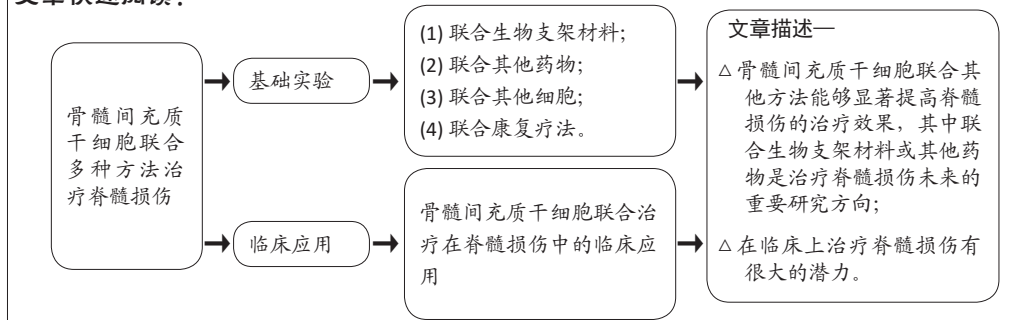 文章快速阅读：
骨髓间充质
干细胞联合
多种方法治
疗脊髓损伤
基础实验
(1) 联合生物支架材料；
(2) 联合其他药物；
(3) 联合其他细胞；
(4) 联合康复疗法。
临床应用
骨髓间充质干细胞联合治
疗在脊髓损伤中的临床应
用
文章描述—
△骨髓间充质干细胞联合其
他方法能够显著提高脊髓
损伤的治疗效果，其中联
合生物支架材料或其他药
物是治疗脊髓损伤未来的
重要研究方向；
△在临床上治疗脊髓损伤有
很大的潜力。